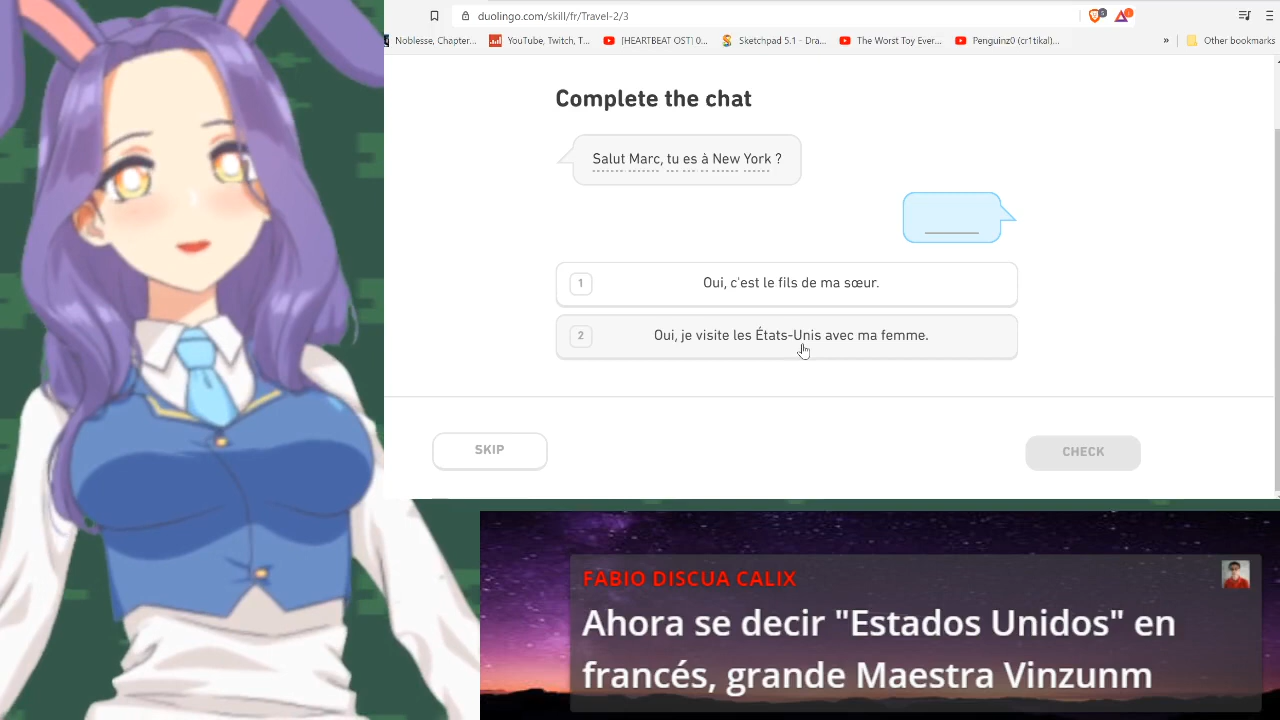 duolingo.com/skill/fr/Travel-2/3
Noblesse, Chapter... YouTube, Twitch, T... [HEARTBEAT OST] 0... Sketchpad 5.1 - Dr... The Worst Toy Ever... Penguinz0 (cr1tikal)... » Other bookmarks
Complete the chat
Salut Marc, tu es à New York ?
1 Oui, c'est le fils de ma sœur.
2 Oui, je visite les États-Unis avec ma femme.
SKIP CHECK
FABIO DISCUA CALIX
Ahora se decir "Estados Unidos" en
francés, grande Maestra Vinzunm